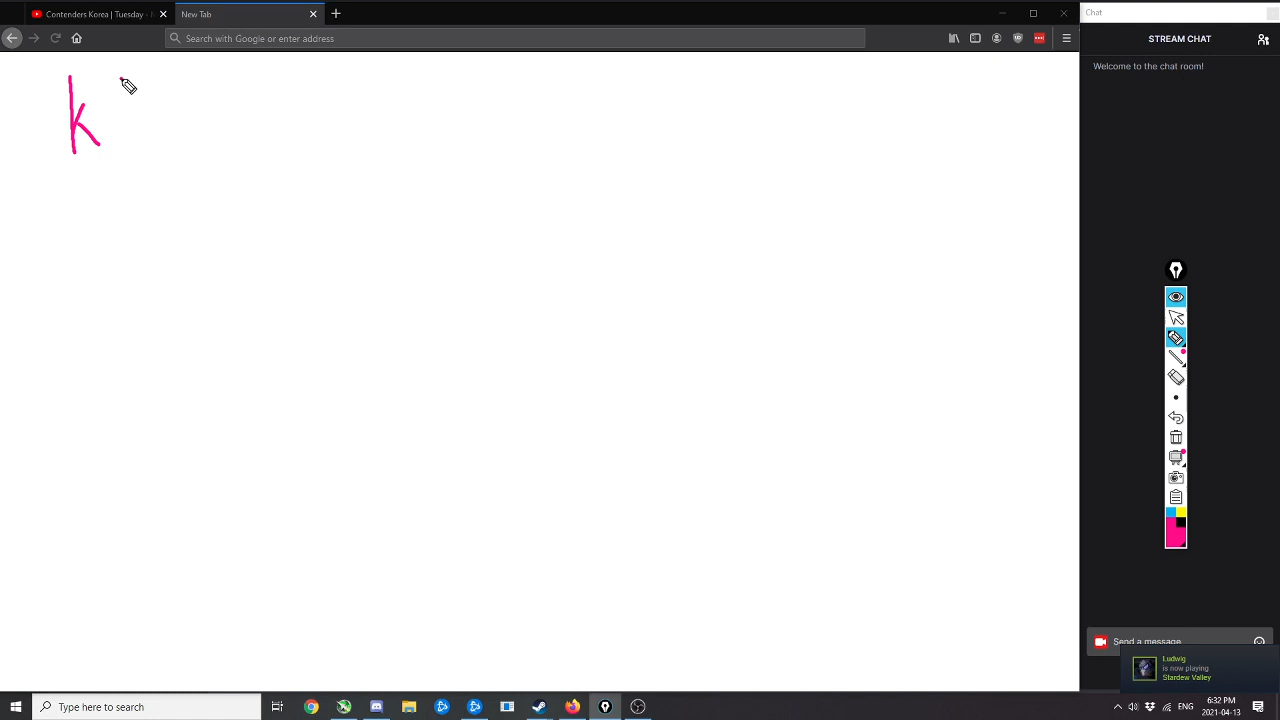 Contenders Korea | Tuesday -
New Tab
Chat
Search with Google or enter address
STREAM CHAT
Welcome to the chat room!
k
Send a message
Ludwig
is now playing
Stardew Valley
Type here to search
ENG
6:32 PM
2021-04-13